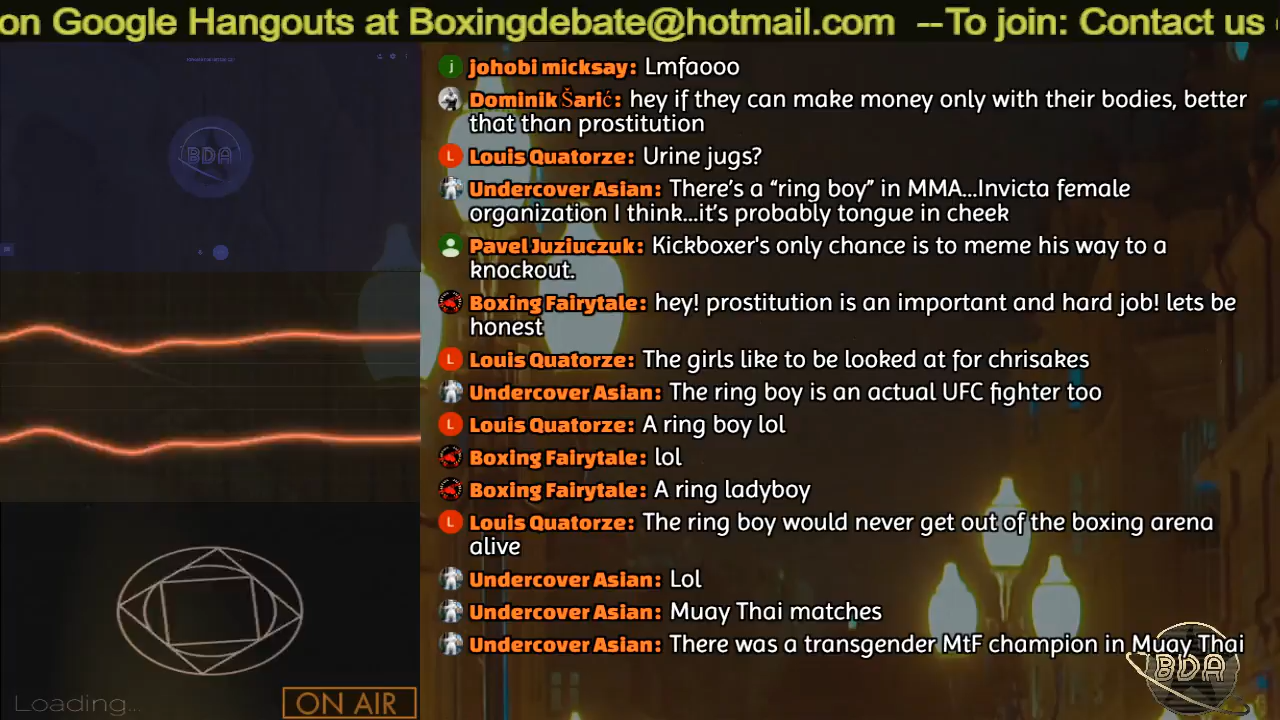 on Google Hangouts at Boxingdebate@hotmail.com --To join: Contact us
BDA
johobi micksay: Lmfaooo
Dominik Šarić: hey if they can make money only with their bodies, better
that than prostitution
Louis Quatorze: Urine jugs?
Undercover Asian: There's a “ring boy” in MMA...Invicta female
organization I think...it's probably tongue in cheek
Pavel Juziuczuk: Kickboxer's only chance is to meme his way to a
knockout.
Boxing Fairytale: hey! prostitution is an important and hard job! lets be
honest
Louis Quatorze: The girls like to be looked at for chrisakes
Undercover Asian: The ring boy is an actual UFC fighter too
Louis Quatorze: A ring boy lol
Boxing Fairytale: lol
Boxing Fairytale: A ring ladyboy
Louis Quatorze: The ring boy would never get out of the boxing arena
alive
Undercover Asian: Lol
Undercover Asian: Muay Thai matches
Undercover Asian: There was a transgender MtF champion in Muay Thai
BDA
Loading...
ON AIR